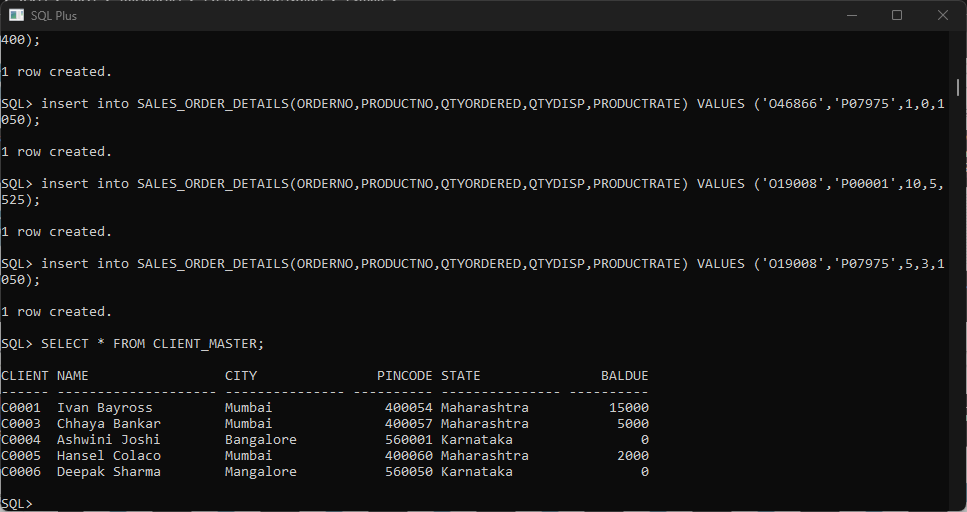 SQL Plus
400);
1 row created.
SQL> insert into SALES_ORDER_DETAILS(ORDERNO,PRODUCTNO,QTYORDERED,QTYDISP,PRODUCTRATE) VALUES ('O46866','P07975',1,0,1
050);
1 row created.
SQL> insert into SALES_ORDER_DETAILS(ORDERNO,PRODUCTNO,QTYORDERED,QTYDISP,PRODUCTRATE) VALUES ('O19008','P00001',10,5,
525);
1 row created.
SQL> insert into SALES_ORDER_DETAILS(ORDERNO,PRODUCTNO,QTYORDERED,QTYDISP,PRODUCTRATE) VALUES ('O19008','P07975',5,3,1
050);
1 row created.
SQL> SELECT * FROM CLIENT_MASTER;
CLIENT NAME                 CITY               PINCODE STATE               BALDUE
------ -------------------- --------------- ---------- --------------- ----------
C0001  Ivan Bayross         Mumbai              400054 Maharashtra          15000
C0003  Chhaya Bankar        Mumbai              400057 Maharashtra           5000
C0004  Ashwini Joshi        Bangalore           560001 Karnataka                0
C0005  Hansel Colaco        Mumbai              400060 Maharashtra           2000
C0006  Deepak Sharma        Mangalore           560050 Karnataka                0
SQL>